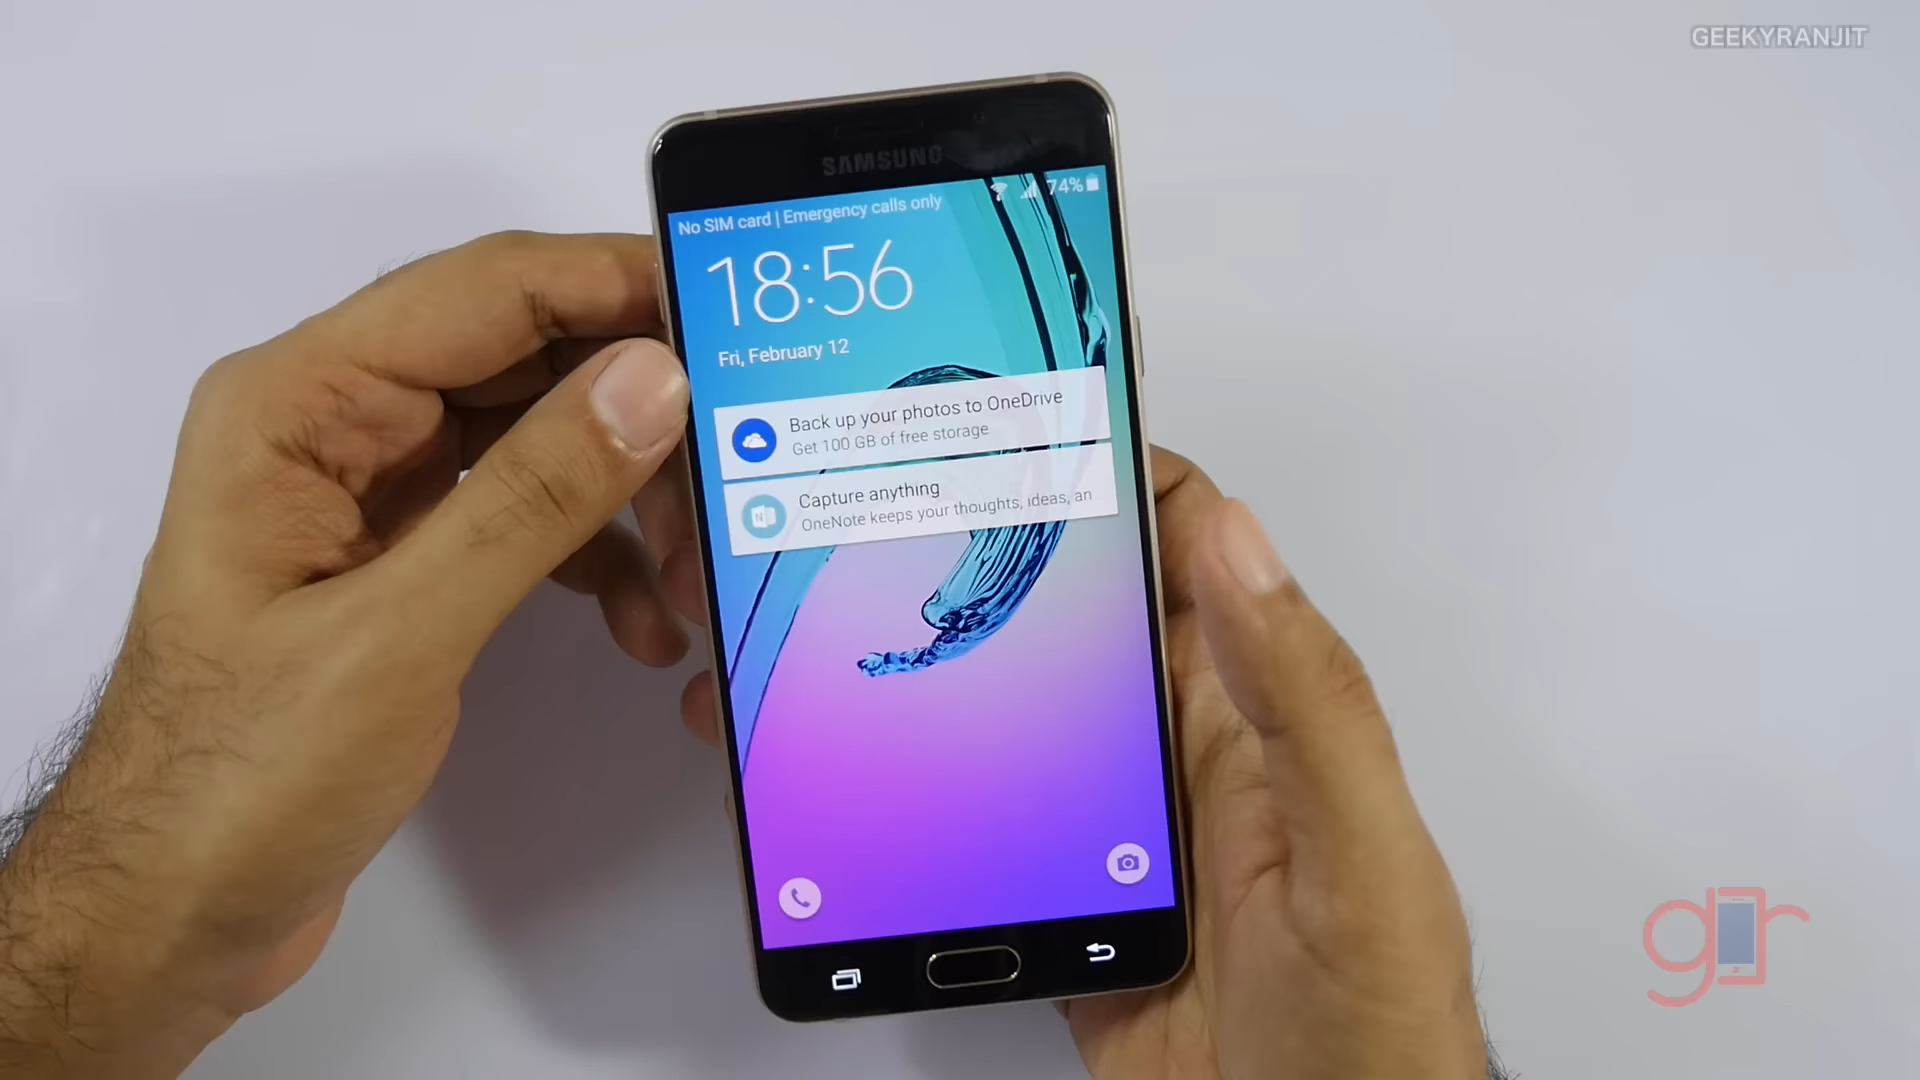 GEEKYRANJIT
SAMSUNG
74%
No SIM card | Emergency calls only
18:56
Fri, February 12
Back up your photos to OneDrive
Get 100 GB of free storage
Capture anything
N
OneNote keeps your thoughts, ideas, an
gr